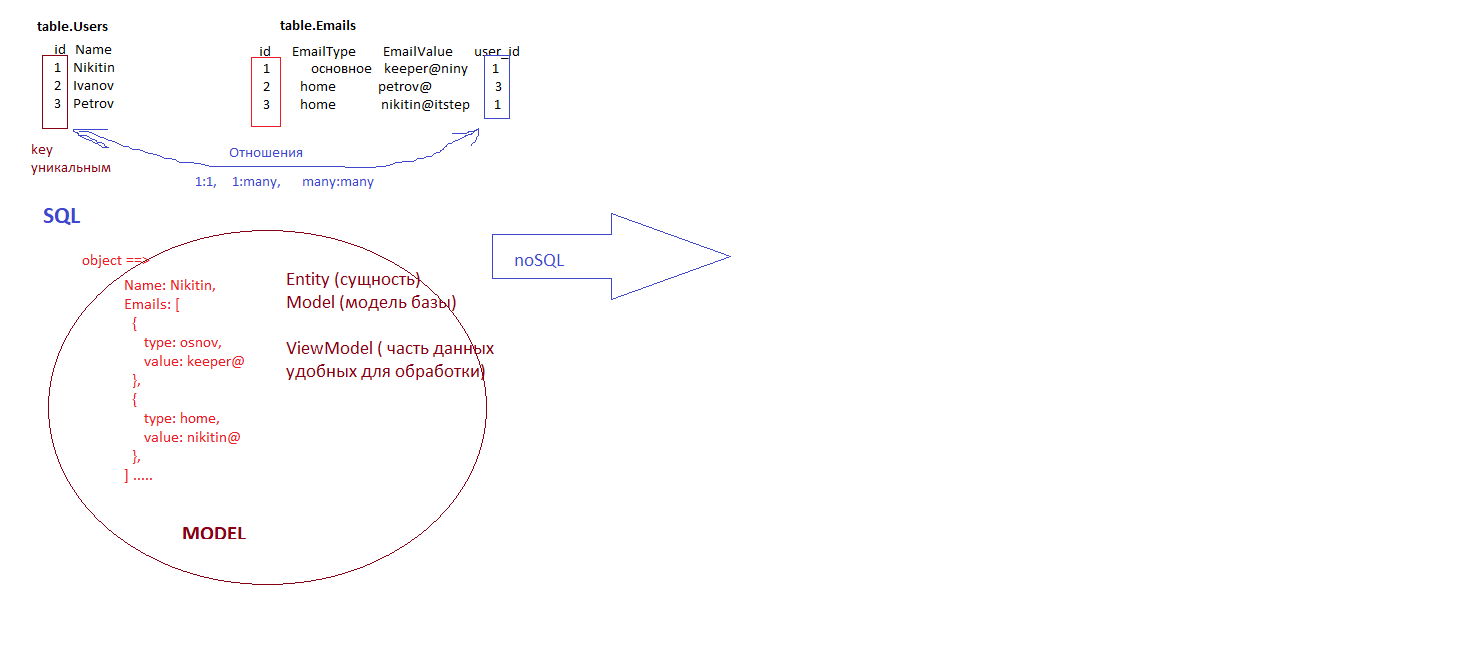 table.Users
table.Emails
id Name
1 Nikitin
2 Ivanov
3 Petrov
id EmailType EmailValue user_id
1 основное keeper@niny 1
2 home petrov@ 3
3 home nikitin@itstep 1
key
уникальным
Отношения
1:1, 1:many, many:many
SQL
object ==>
Name: Nikitin,
Emails: [
{
type: osnov,
value: keeper@
},
{
type: home,
value: nikitin@
},
] .....
Entity (сущность)
Model (модель базы)
ViewModel ( часть данных
удобных для обработки)
MODEL
noSQL